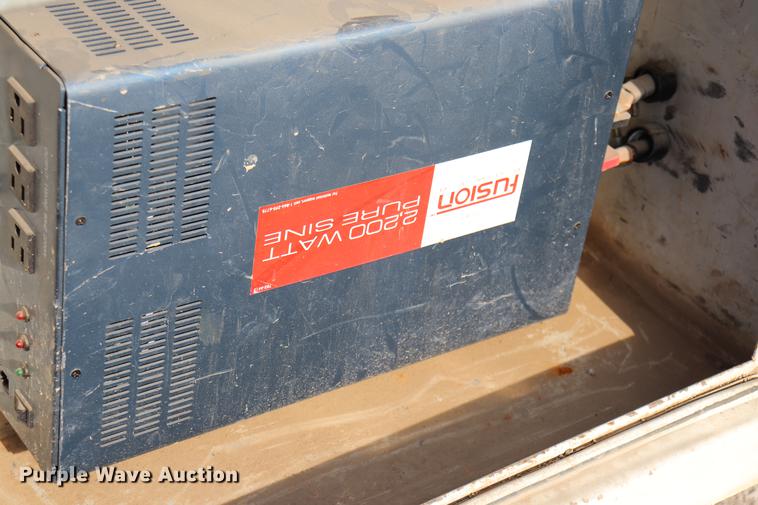 fusion
2,200 WATT
PURE SINE
Purple Wave Auction